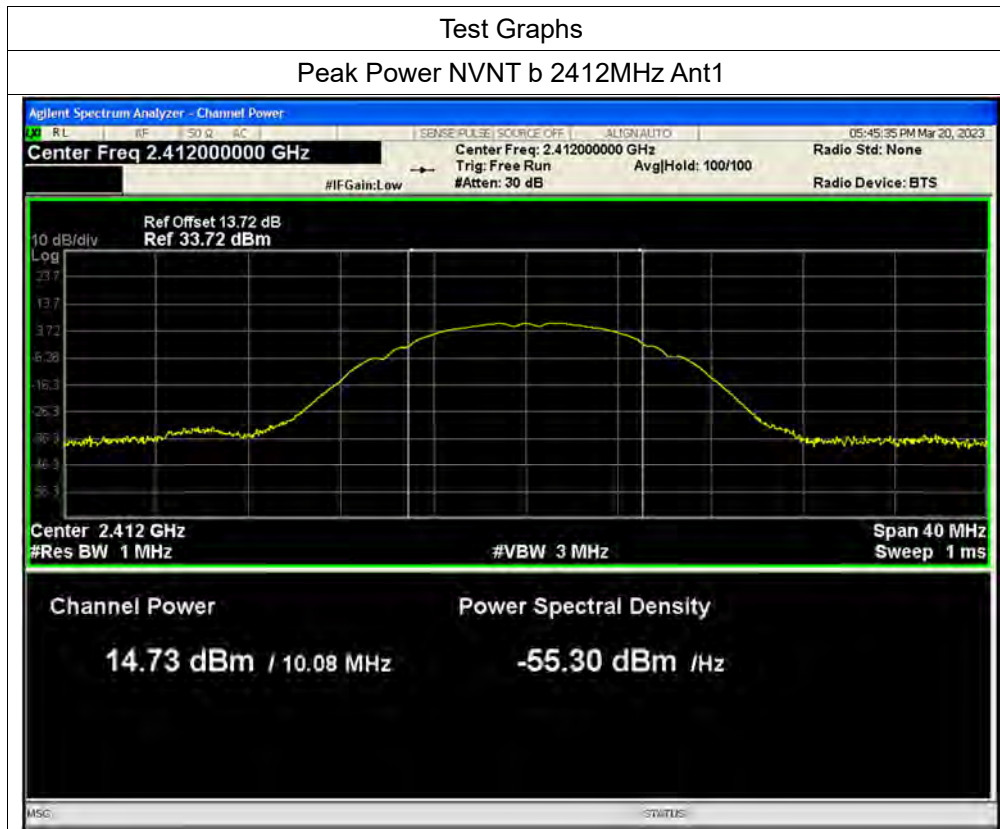 Test Graphs
Peak Power NVNT b 2412MHz Ant1
Agilent Spectrum Analyzer - Channel Power
LXI RL RF 50 Ω AC SENSE:PULSE SOURCE OFF ALIGN AUTO 05:45:35 PM Mar 20, 2023
Center Freq 2.412000000 GHz Center Freq: 2.412000000 GHz Radio Std: None
Trig: Free Run Avg|Hold: 100/100
#IFGain:Low #Atten: 30 dB Radio Device: BTS
Ref Offset 13.72 dB
10 dB/div Ref 33.72 dBm
Log
23.7
13.7
3.72
-6.28
-16.3
-26.3
-36.3
-46.3
-56.3
Center 2.412 GHz Span 40 MHz
#Res BW 1 MHz #VBW 3 MHz Sweep 1 ms
Channel Power Power Spectral Density
14.73 dBm / 10.08 MHz -55.30 dBm /Hz
MSG STATUS